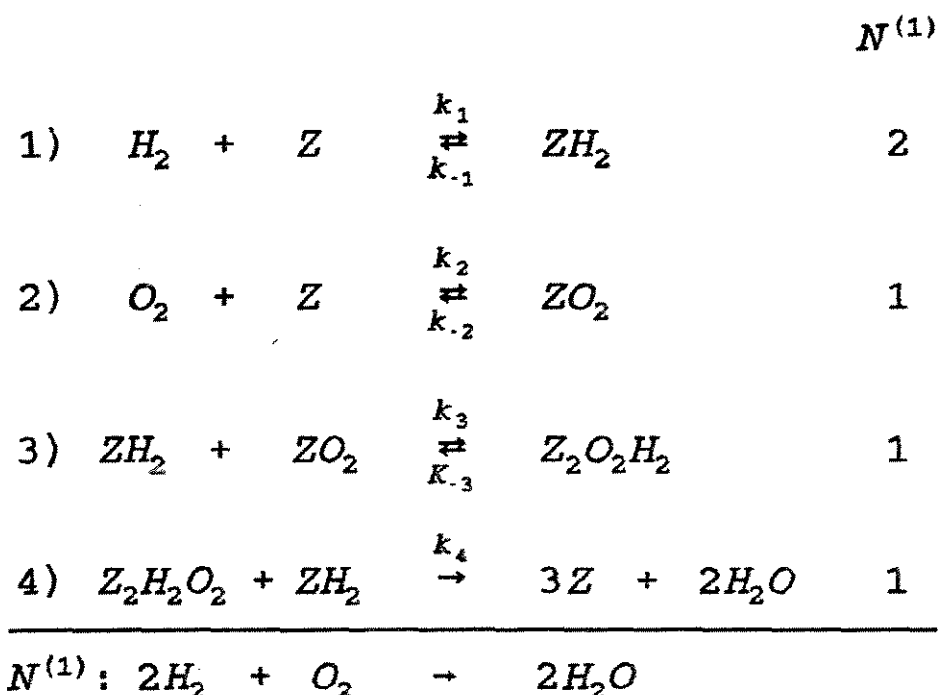 N⁽¹⁾
1) H₂ + Z k₁ ⇄ k₋₁ ZH₂ 2
2) O₂ + Z k₂ ⇄ k₋₂ ZO₂ 1
3) ZH₂ + ZO₂ k₃ ⇄ K₋₃ Z₂O₂H₂ 1
4) Z₂H₂O₂ + ZH₂ k₄ → 3Z + 2H₂O 1
N⁽¹⁾: 2H₂ + O₂ → 2H₂O